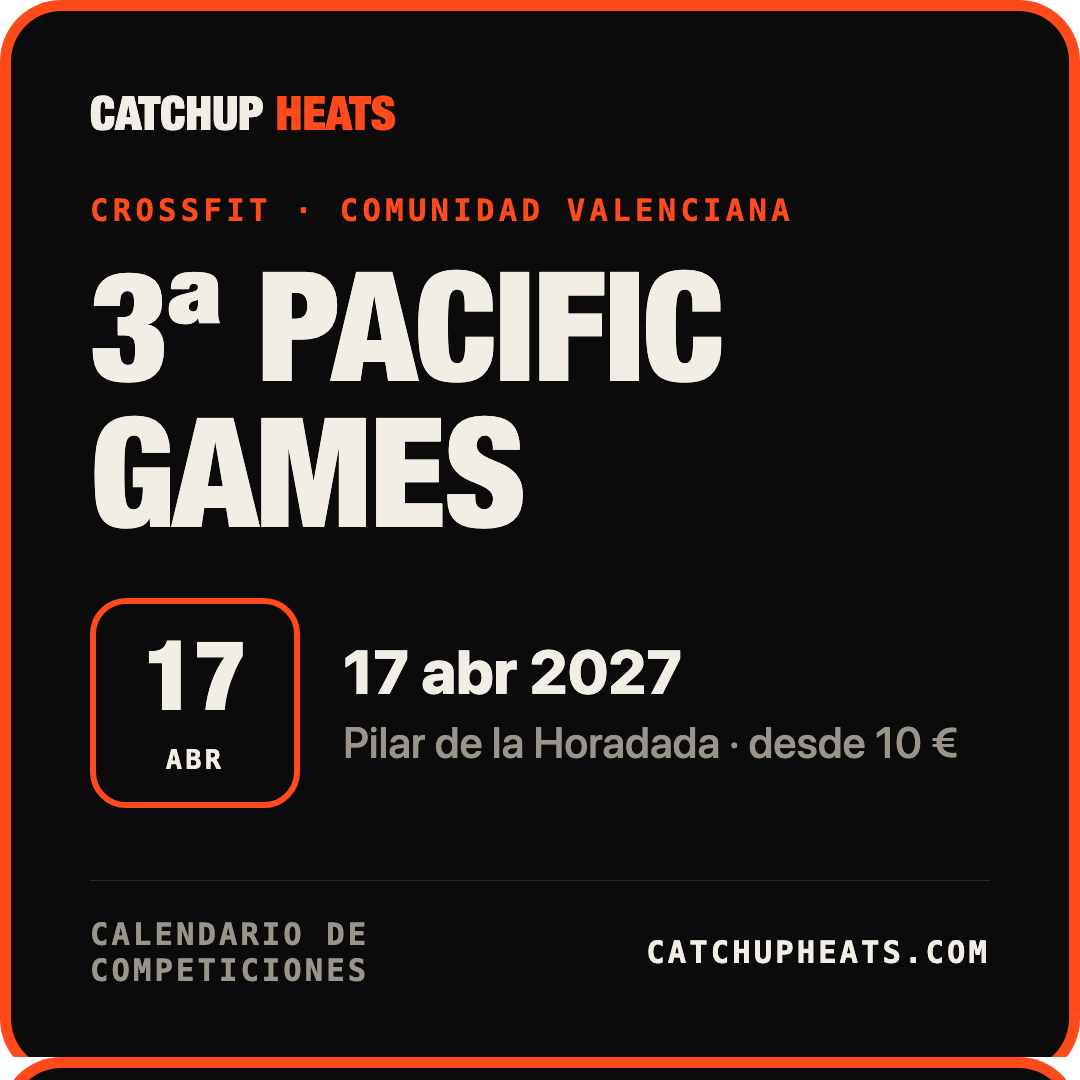 CATCHUP HEATS
CROSSFIT · COMUNIDAD VALENCIANA
3ª PACIFIC
GAMES
17
ABR
17 abr 2027
Pilar de la Horadada · desde 10 €
CALENDARIO DE
COMPETICIONES
CATCHUPHEATS.COM